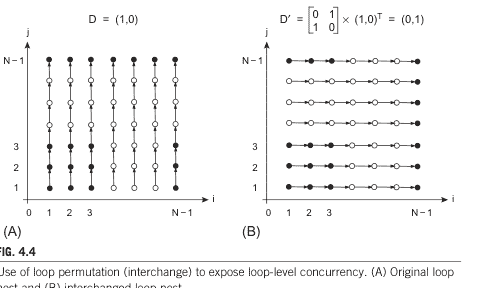 D = (1,0)
D′ = [0 1
1 0] × (1,0)ᵀ = (0,1)
j
N−1
3
2
1
0 1 2 3 N−1
i
(A)
j
N−1
3
2
1
0 1 2 3 N−1
i
(B)
FIG. 4.4
Use of loop permutation (interchange) to expose loop-level concurrency. (A) Original loop
nest and (B) interchanged loop nest